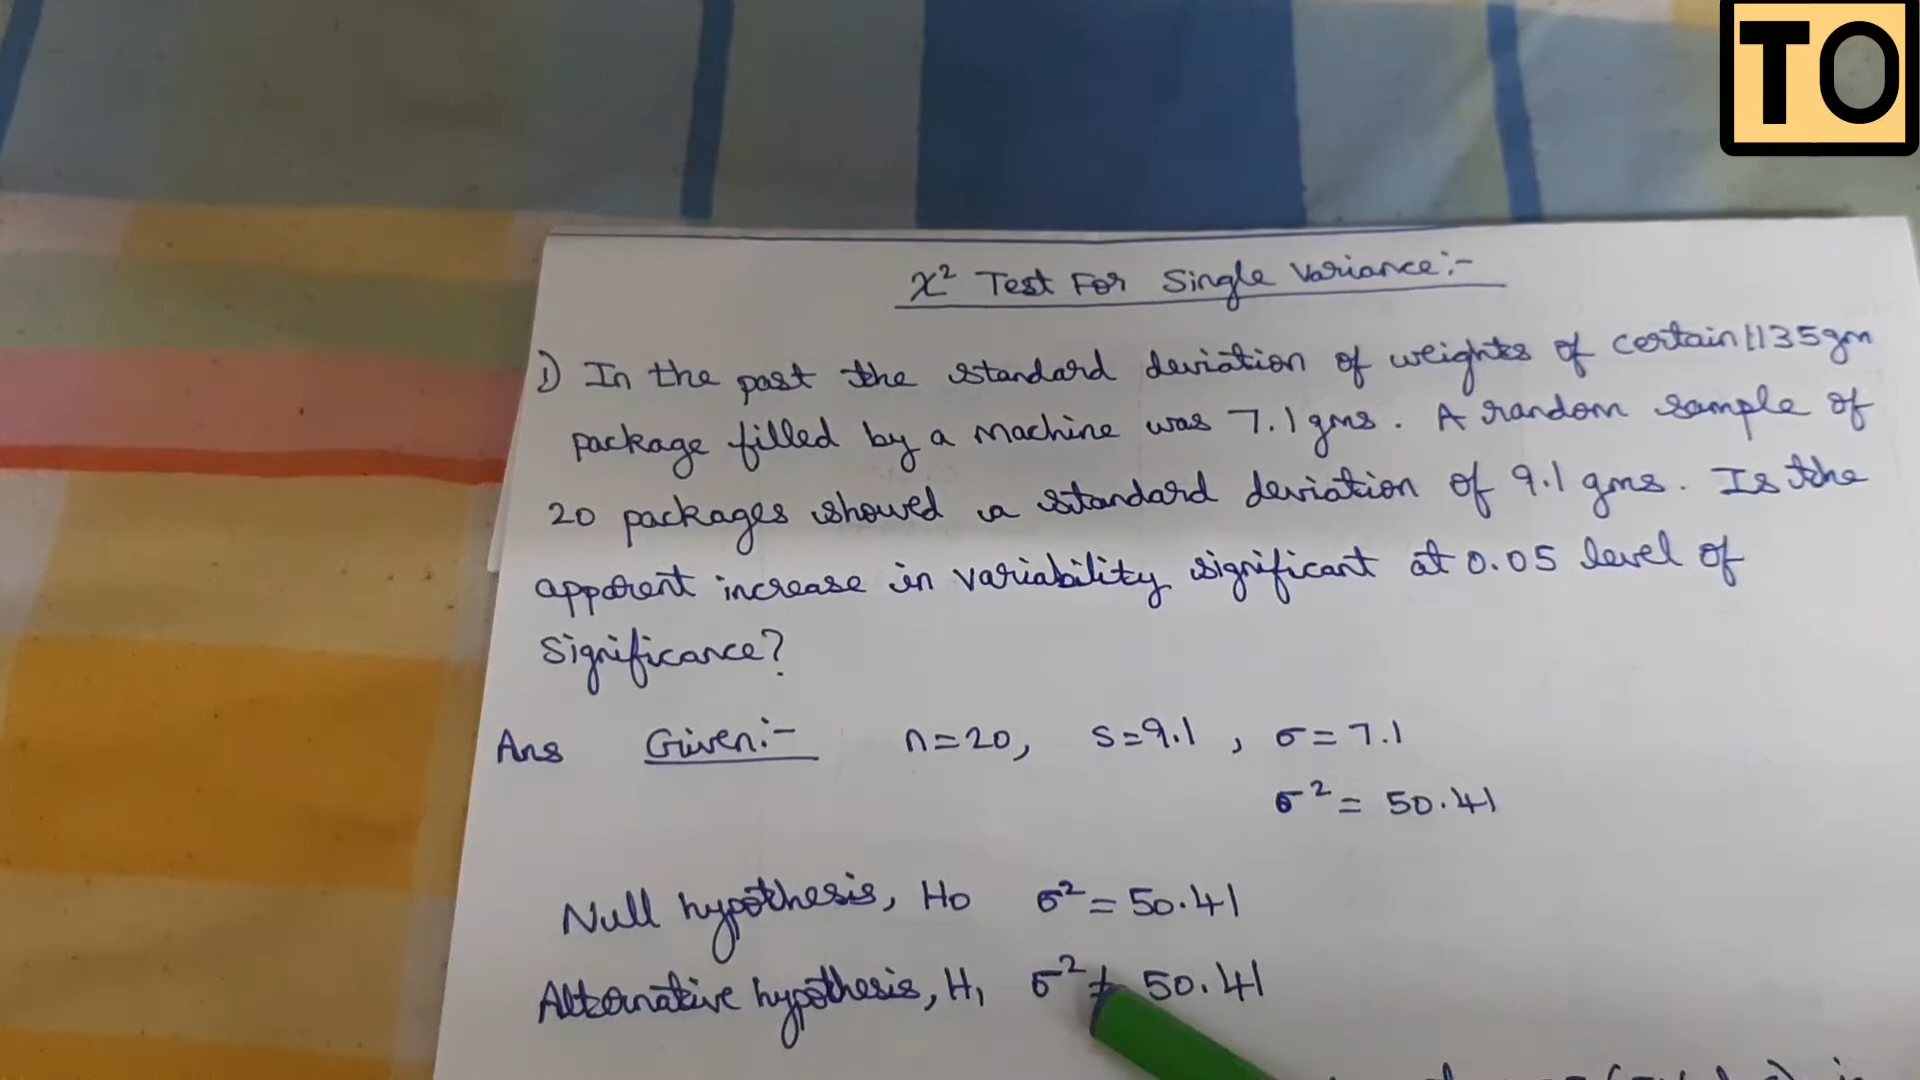 TO
χ² Test For Single Variance:-
1) In the past the standard deviation of weights of certain 1135gm
package filled by a machine was 7.1 gms. A random sample of
20 packages showed a standard deviation of 9.1 gms. Is the
apparent increase in variability significant at 0.05 level of
Significance?
Ans Given:- n=20, s=9.1, σ=7.1
σ²= 50.41
Null hypothesis, H0 σ²=50.41
Alternative hypothesis, H1 σ²≠ 50.41